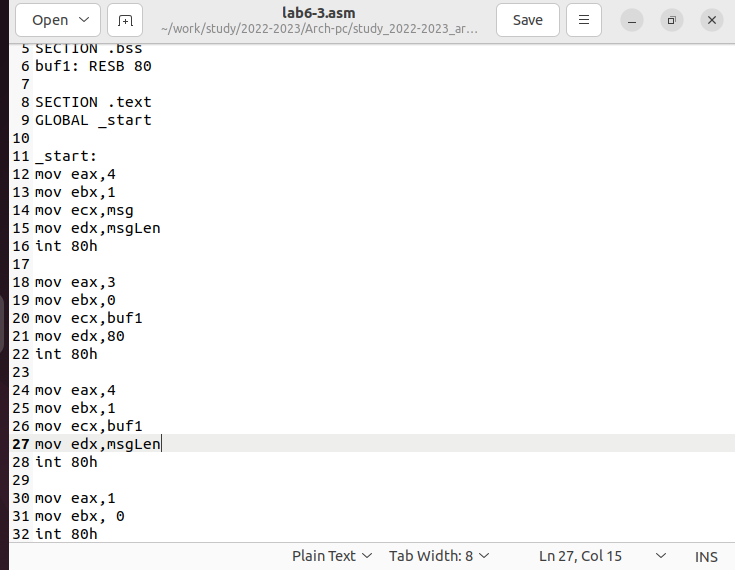 Open
lab6-3.asm
~/work/study/2022-2023/Arch-pc/study_2022-2023_ar...
Save
5 SECTION .bss
6 buf1: RESB 80
7
8 SECTION .text
9 GLOBAL _start
10
11 _start:
12 mov eax,4
13 mov ebx,1
14 mov ecx,msg
15 mov edx,msgLen
16 int 80h
17
18 mov eax,3
19 mov ebx,0
20 mov ecx,buf1
21 mov edx,80
22 int 80h
23
24 mov eax,4
25 mov ebx,1
26 mov ecx,buf1
27 mov edx,msgLen
28 int 80h
29
30 mov eax,1
31 mov ebx, 0
32 int 80h
Plain Text Tab Width: 8 Ln 27, Col 15 INS